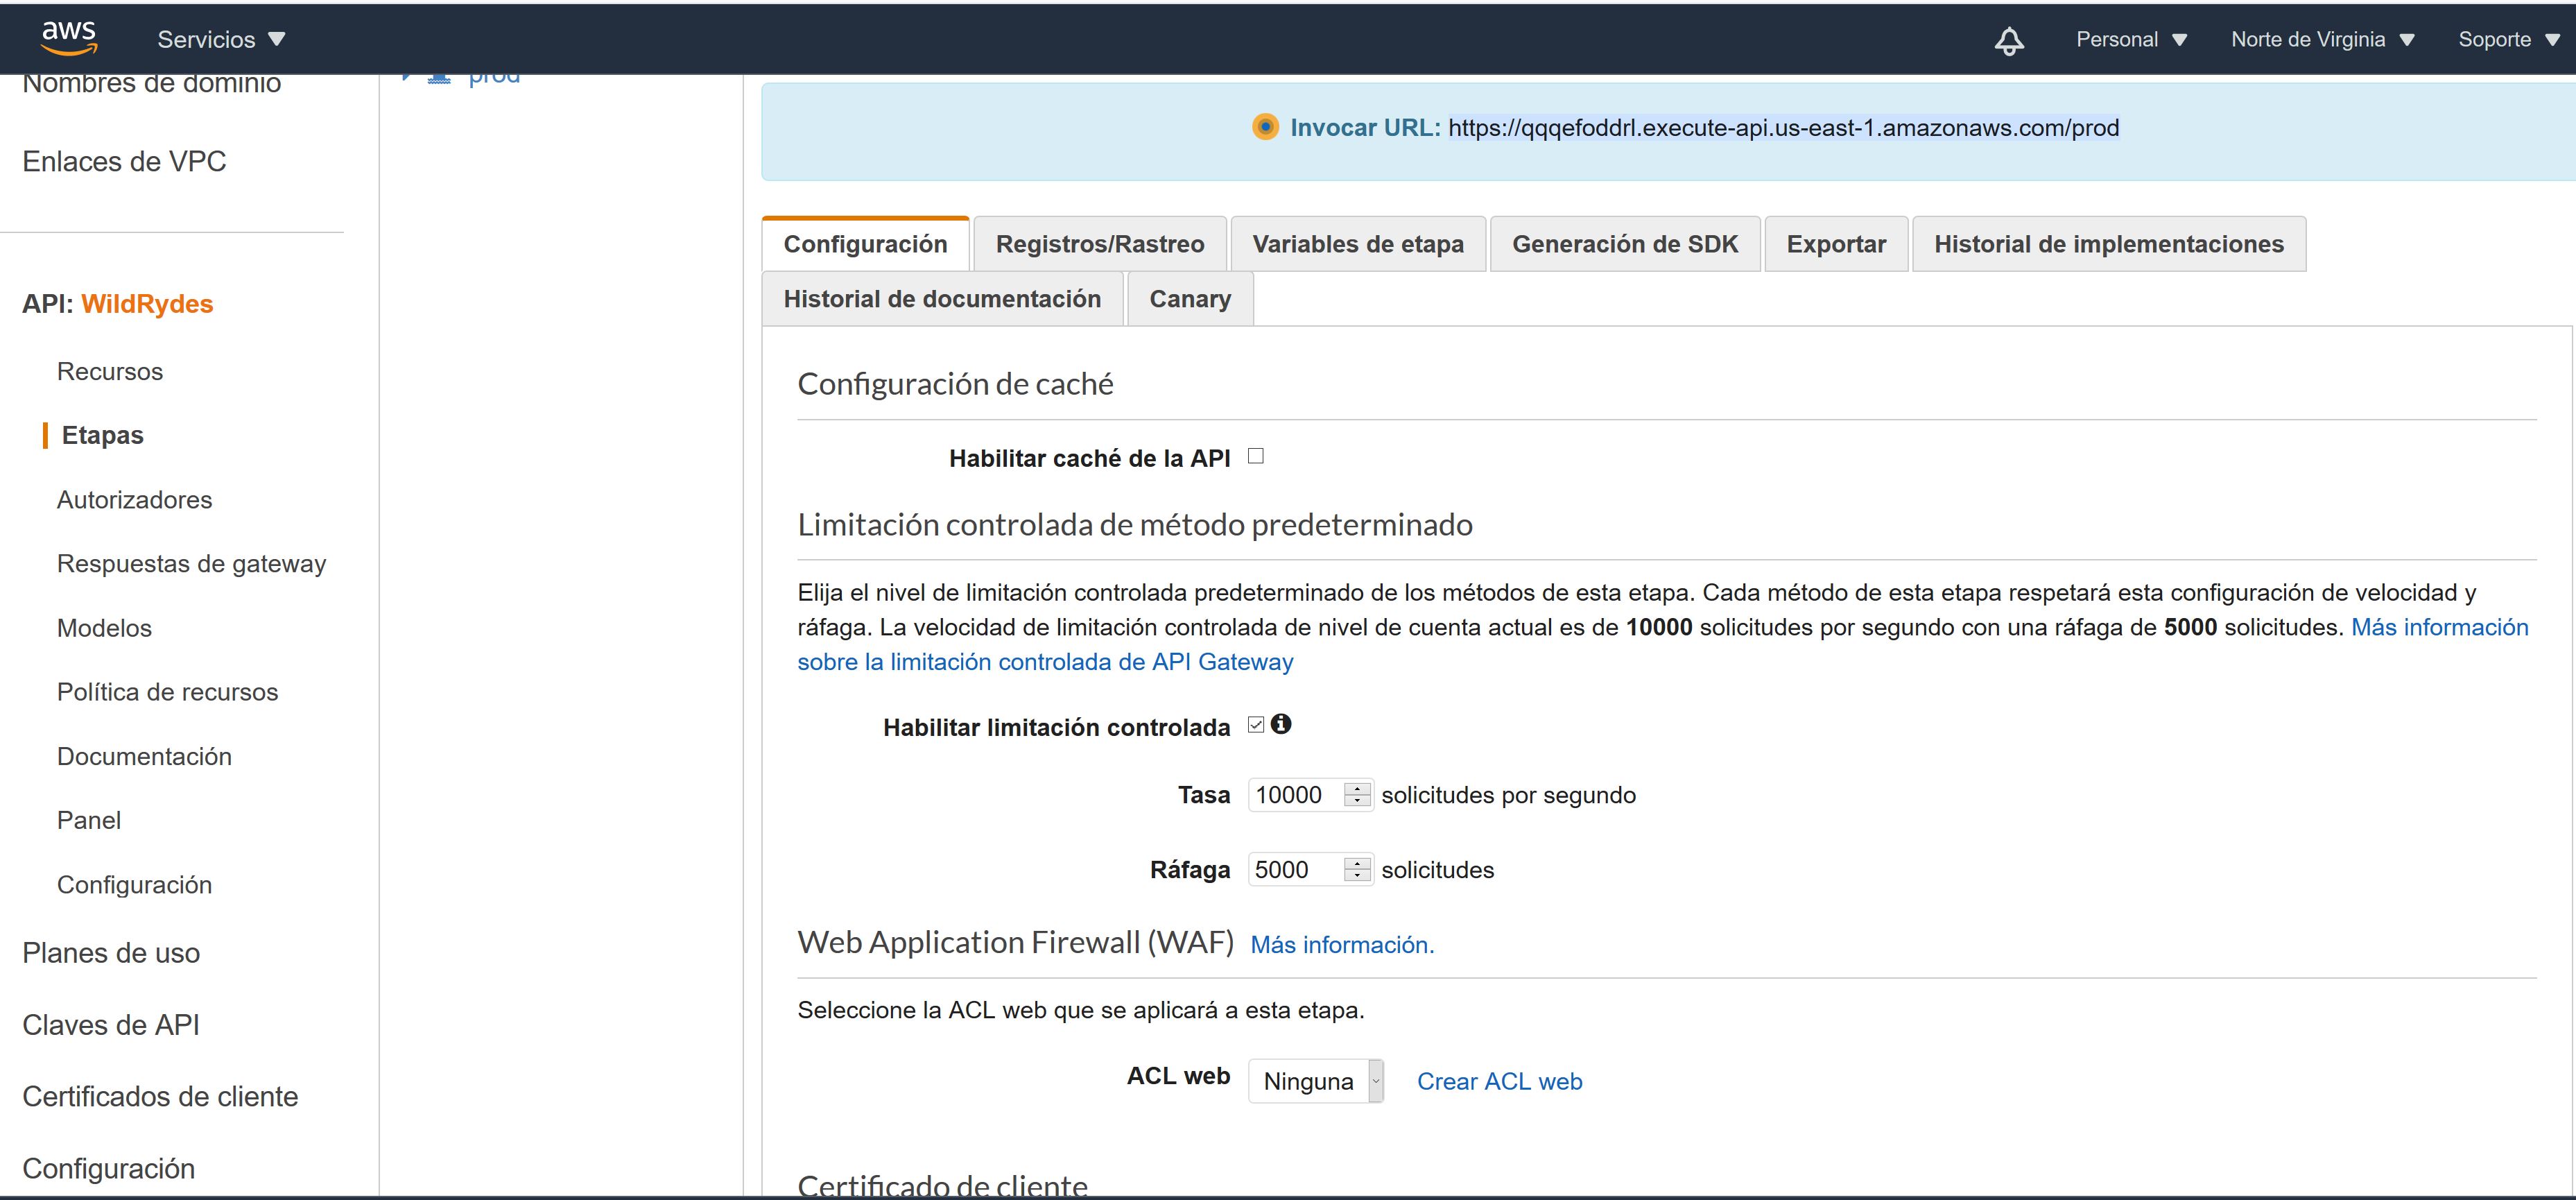 aws
Servicios
Personal
Norte de Virginia
Soporte
Nombres de dominio
Enlaces de VPC
API: WildRydes
Recursos
Etapas
Autorizadores
Respuestas de gateway
Modelos
Política de recursos
Documentación
Panel
Configuración
Planes de uso
Claves de API
Certificados de cliente
Configuración
prod
Invocar URL: https://qqqefoddrl.execute-api.us-east-1.amazonaws.com/prod
Configuración
Registros/Rastreo
Variables de etapa
Generación de SDK
Exportar
Historial de implementaciones
Historial de documentación
Canary
Configuración de caché
Habilitar caché de la API
Limitación controlada de método predeterminado
Elija el nivel de limitación controlada predeterminado de los métodos de esta etapa. Cada método de esta etapa respetará esta configuración de velocidad y
ráfaga. La velocidad de limitación controlada de nivel de cuenta actual es de 10000 solicitudes por segundo con una ráfaga de 5000 solicitudes. Más información
sobre la limitación controlada de API Gateway
Habilitar limitación controlada
Tasa 10000 solicitudes por segundo
Ráfaga 5000 solicitudes
Web Application Firewall (WAF) Más información.
Seleccione la ACL web que se aplicará a esta etapa.
ACL web Ninguna Crear ACL web
Certificado de cliente